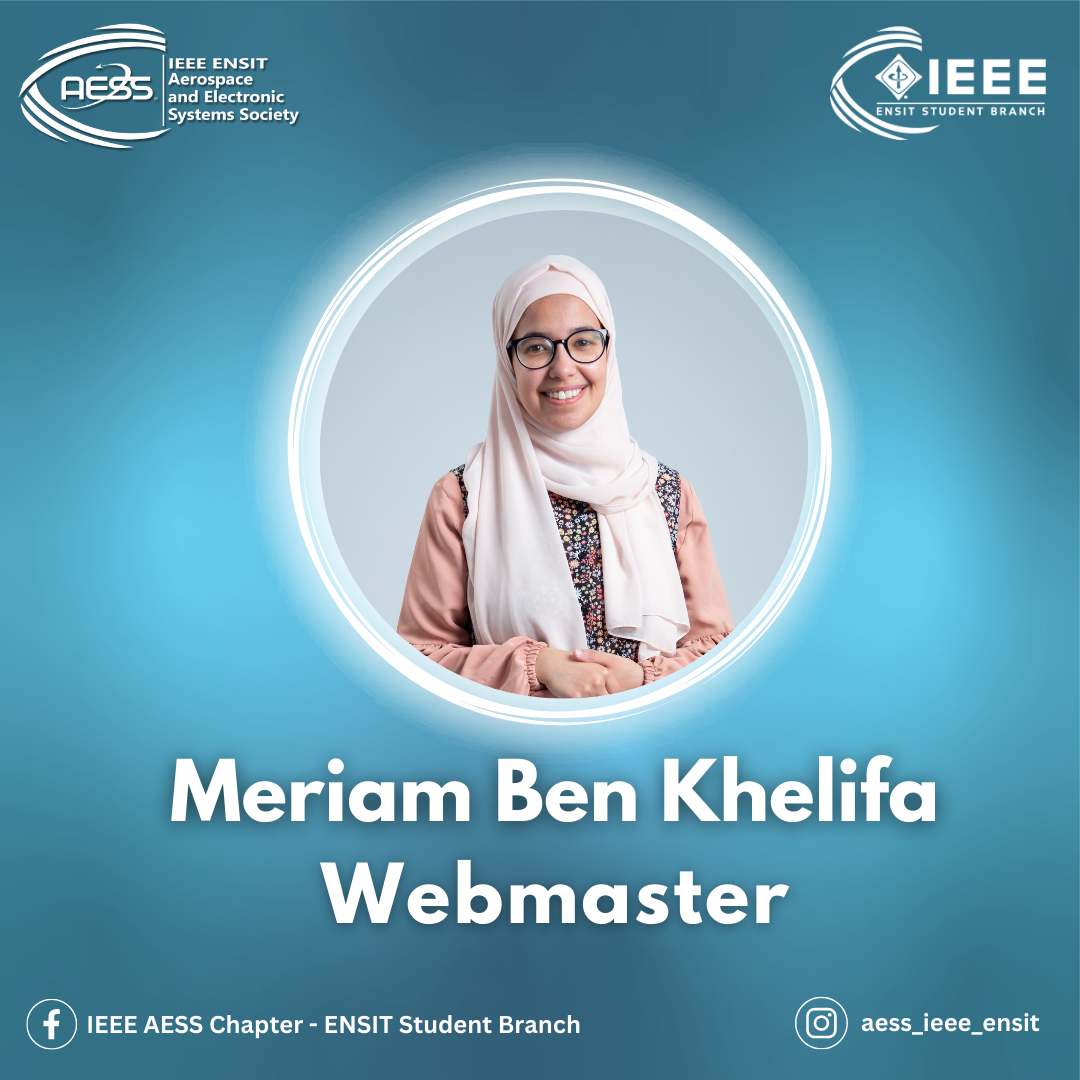 AESS
IEEE ENSIT
Aerospace
and Electronic
Systems Society
IEEE
ENSIT STUDENT BRANCH
Meriam Ben Khelifa
Webmaster
IEEE AESS Chapter - ENSIT Student Branch
aess_ieee_ensit